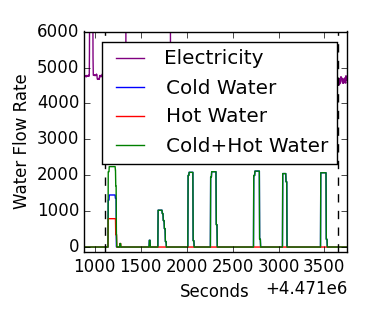 6000
5000
4000
3000
2000
1000
0
Water Flow Rate
Electricity
Cold Water
Hot Water
Cold+Hot Water
1000 1500 2000 2500 3000 3500
+4.471e6
Seconds